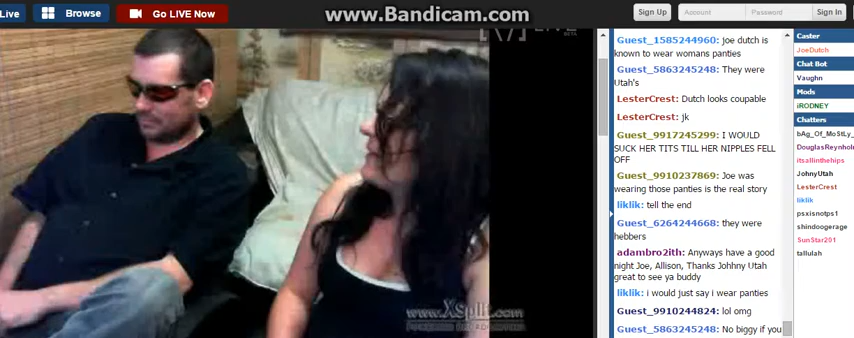 www.Bandicam.com
Live
Browse
Go LIVE Now
Sign Up
Account
Password
Sign In
BETA
www.XSplit.com
Guest_1585244960: joe dutch is
known to wear womans panties
Guest_5863245248: They were
Utah's
LesterCrest: Dutch looks coupable
LesterCrest: jk
Guest_9917245299: I WOULD
SUCK HER TITS TILL HER NIPPLES FELL
OFF
Guest_9910237869: Joe was
wearing those panties is the real story
liklik: tell the end
Guest_6264244668: they were
hebbers
adambro2ith: Anyways have a good
night Joe, Allison, Thanks Johhny Utah
great to see ya buddy
liklik: i would just say i wear panties
Guest_9910244824: lol omg
Guest_5863245248: No biggy if you
Caster
JoeDutch
Chat Bot
Vaughn
Mods
iRODNEY
Chatters
bAg_Of_MoStLy_
DouglasReynhol
itsallinthehips
JohnyUtah
LesterCrest
liklik
psxisnotps1
shindoogerage
SunStar201
tallulah